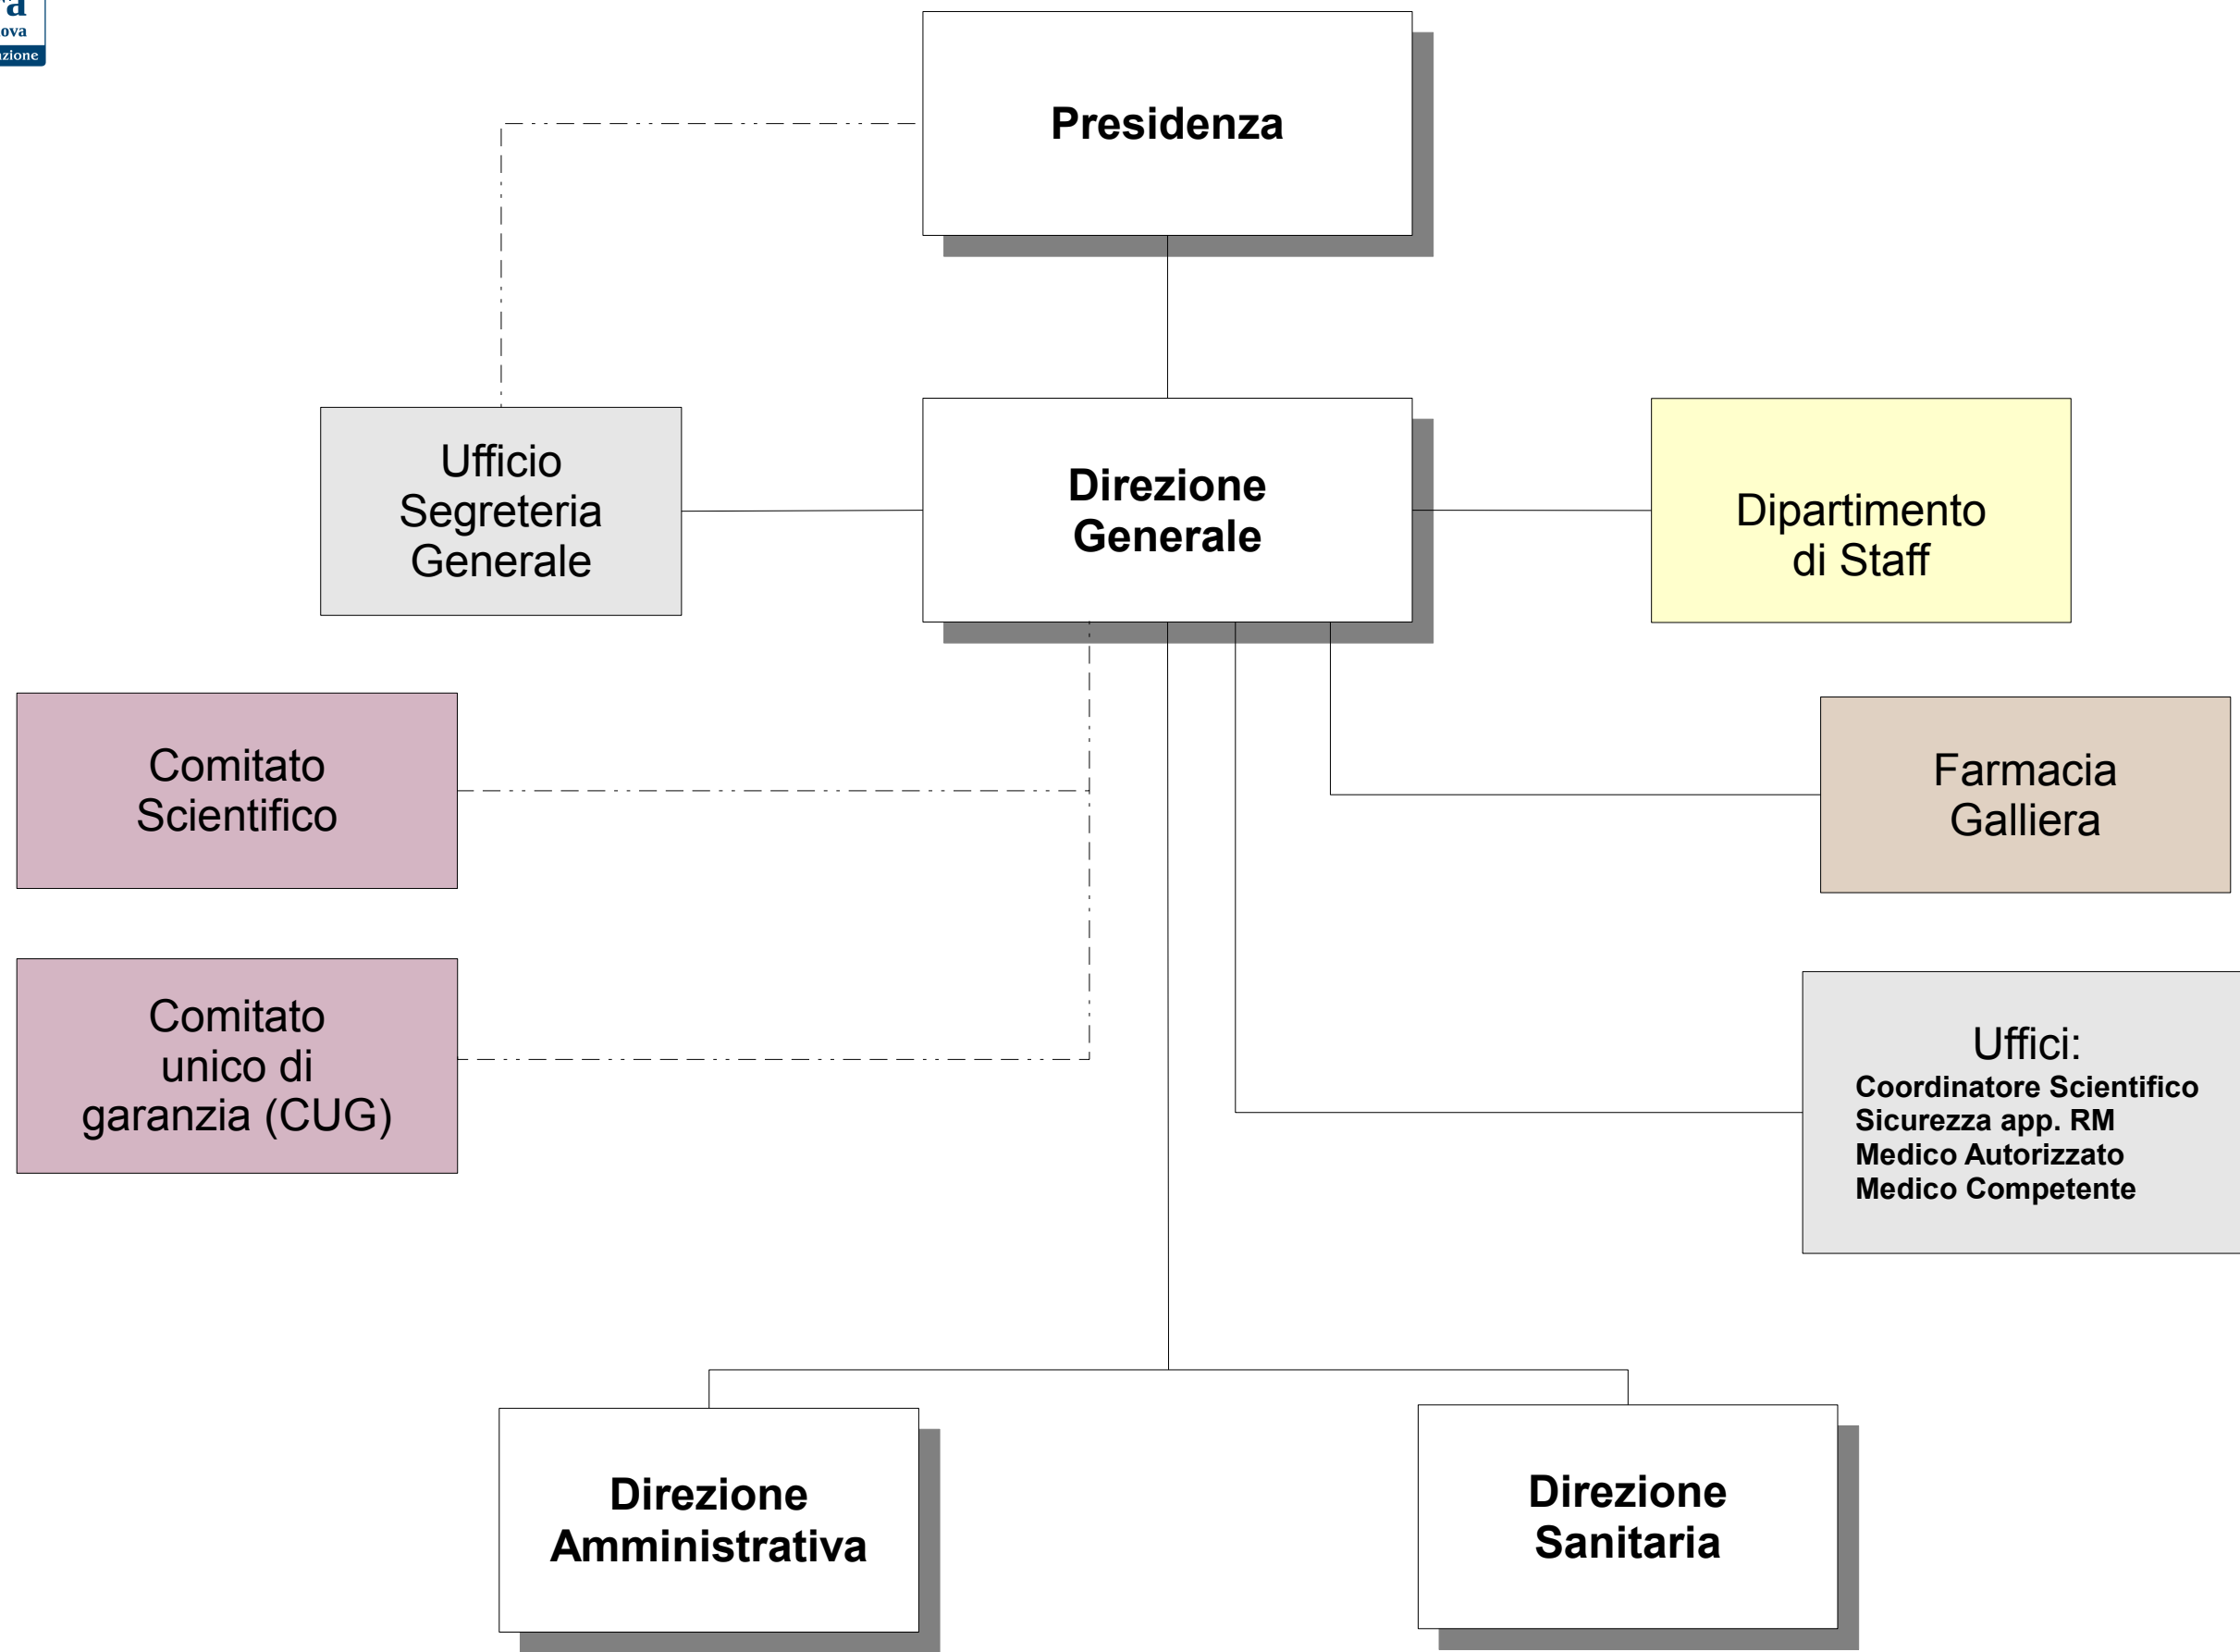 Presidenza
Ufficio
Segreteria
Generale
Direzione
Generale
Dipartimento
di Staff
Comitato
Scientifico
Farmacia
Galliera
Comitato
unico di
garanzia (CUG)
Uffici:
Coordinatore Scientifico
Sicurezza app. RM
Medico Autorizzato
Medico Competente
Direzione
Amministrativa
Direzione
Sanitaria